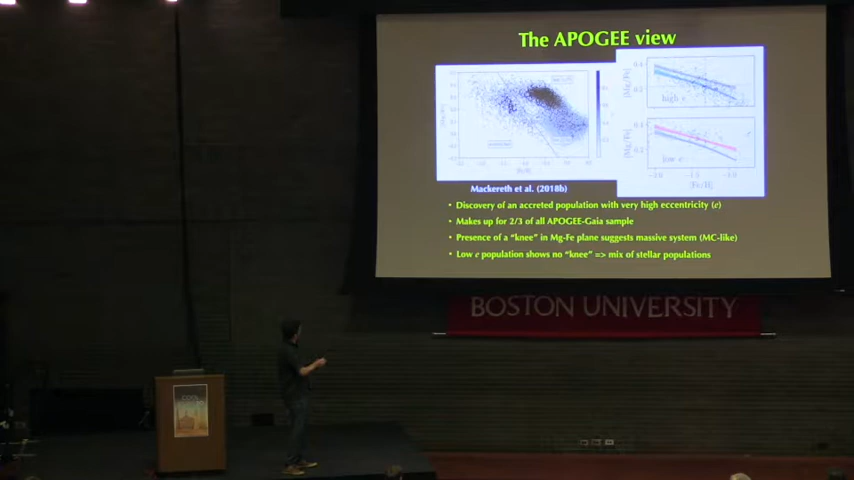 The APOGEE view
high e
low e
[Fe/H]
Mackereth et al. (2018b)
• Discovery of an accreted population with very high eccentricity (e)
• Makes up for 2/3 of all APOGEE-Gaia sample
• Presence of a "knee" in Mg-Fe plane suggests massive system (MC-like)
• Low e population shows no "knee" => mix of stellar populations
BOSTON UNIVERSITY